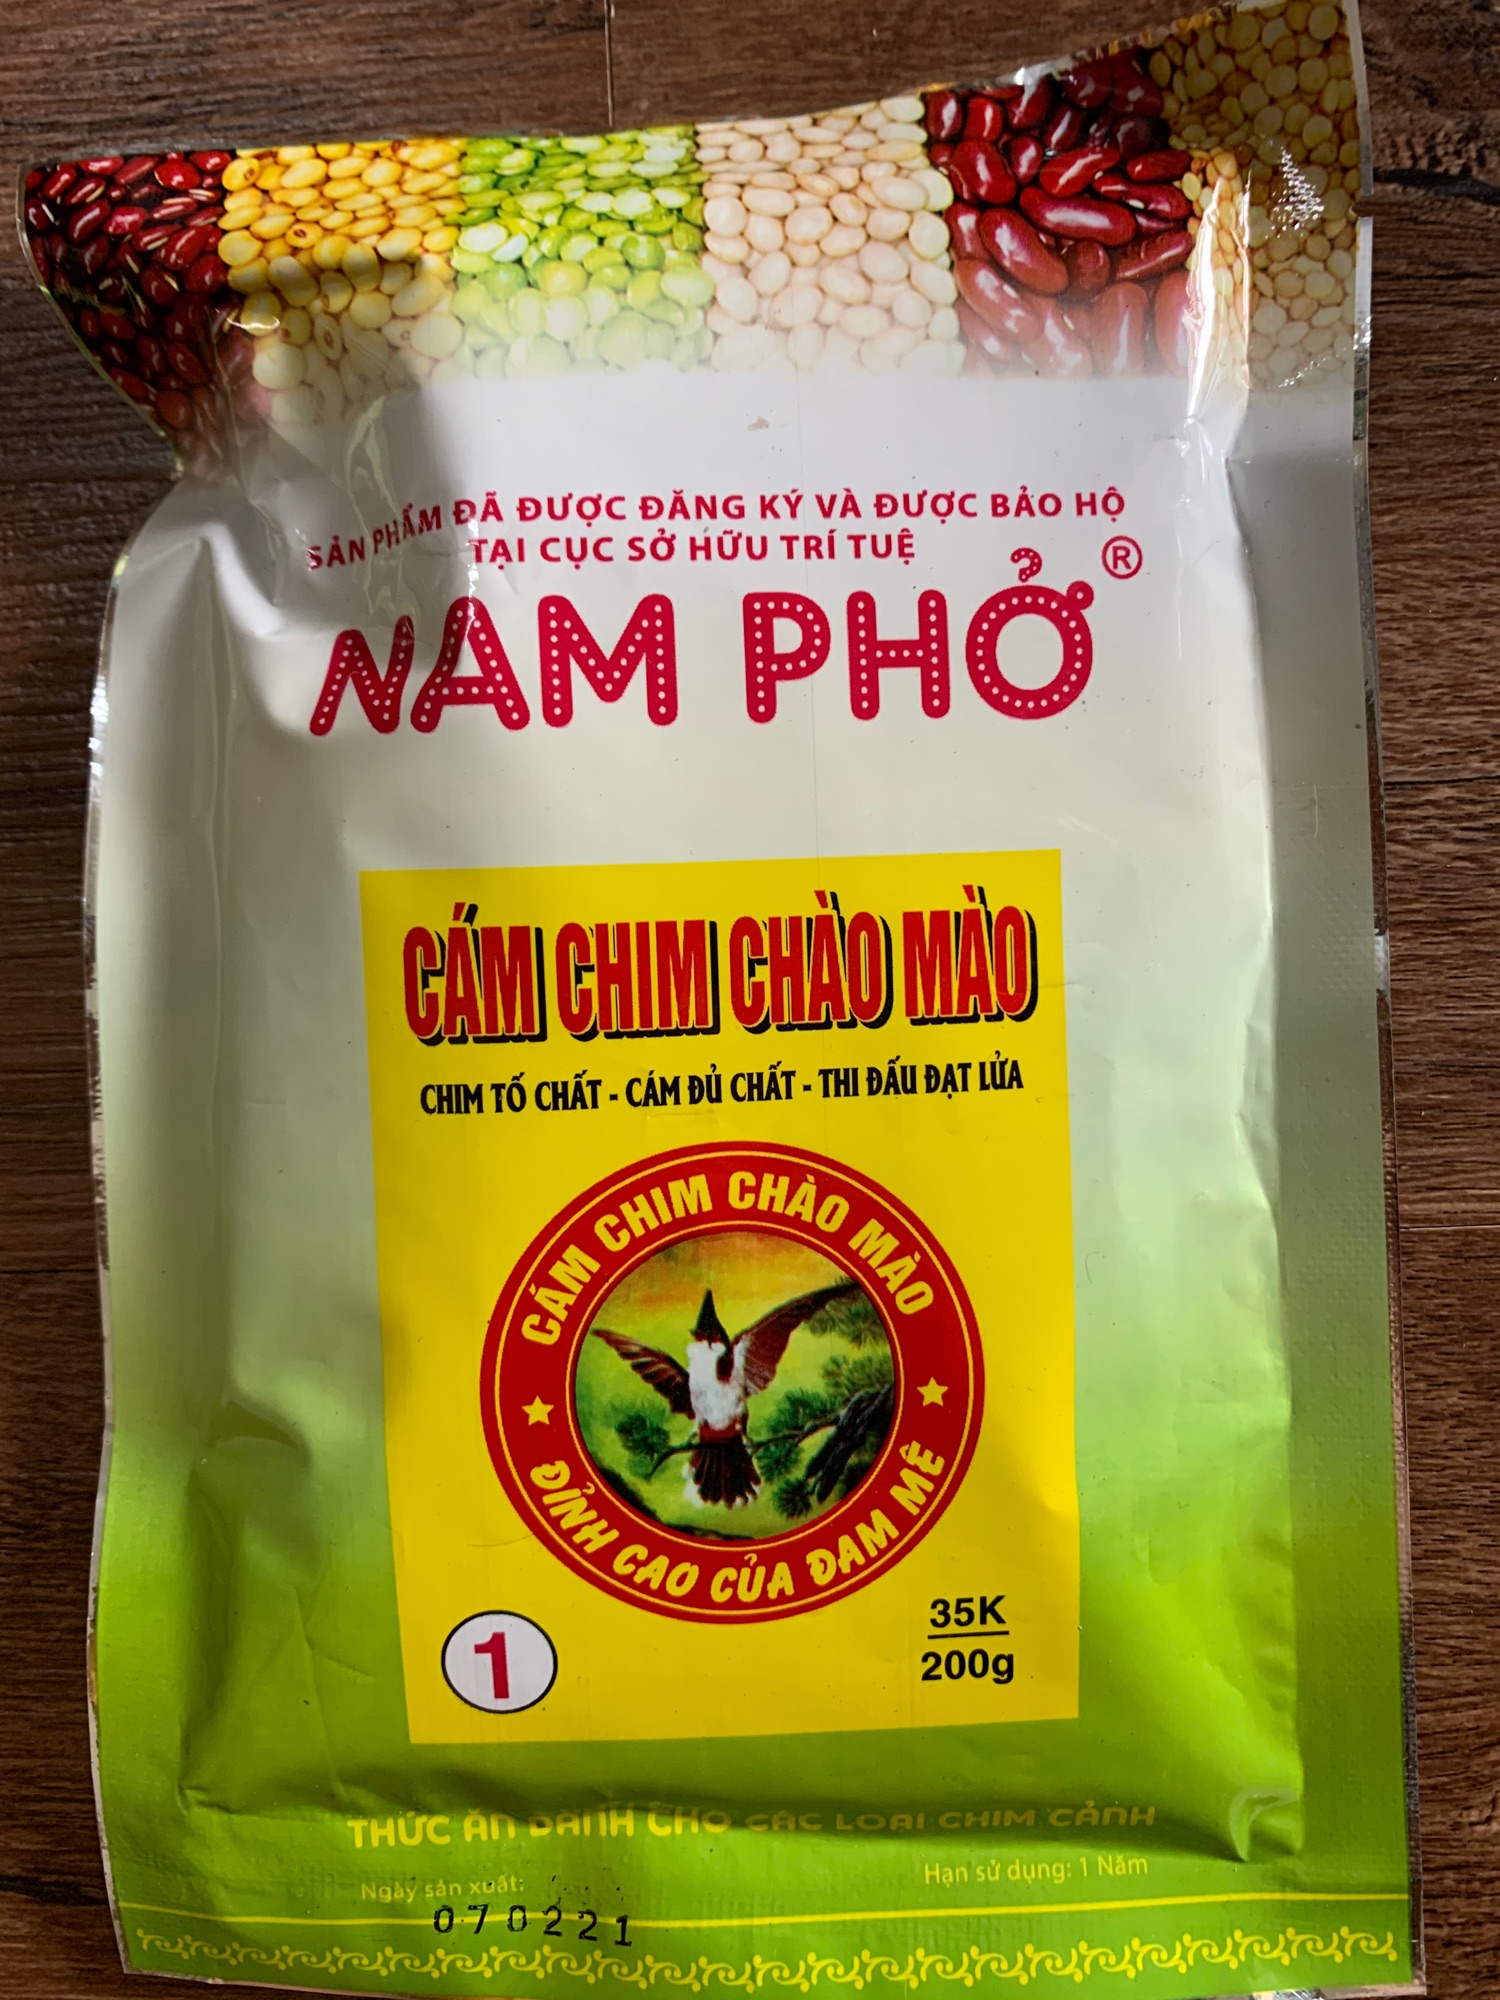 SẢN PHẨM ĐÃ ĐƯỢC ĐĂNG KÝ VÀ ĐƯỢC BẢO HỘ
TẠI CỤC SỞ HỮU TRÍ TUỆ
NAM PHỞ ®
CÁM CHIM CHÀO MÀO
CHIM TỐ CHẤT - CÁM ĐỦ CHẤT - THI ĐẤU ĐẠT LỬA
CÁM CHIM CHÀO MÀO
ĐỈNH CAO CỦA ĐAM MÊ
1
35K
200g
THỨC ĂN DÀNH CHO CÁC LOẠI CHIM CẢNH
Ngày sản xuất:
Hạn sử dụng: 1 Năm
070221